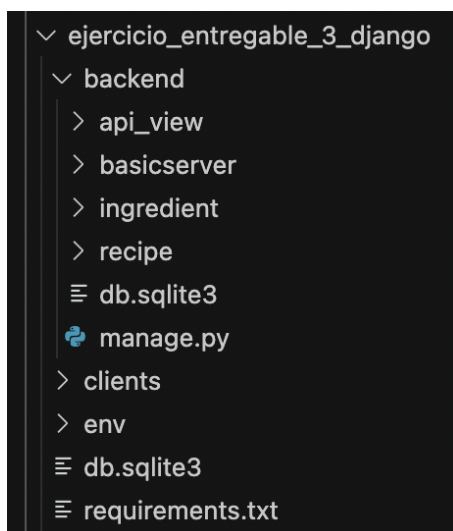 ejercicio_entregable_3_django
backend
api_view
basicserver
ingredient
recipe
db.sqlite3
manage.py
clients
env
db.sqlite3
requirements.txt